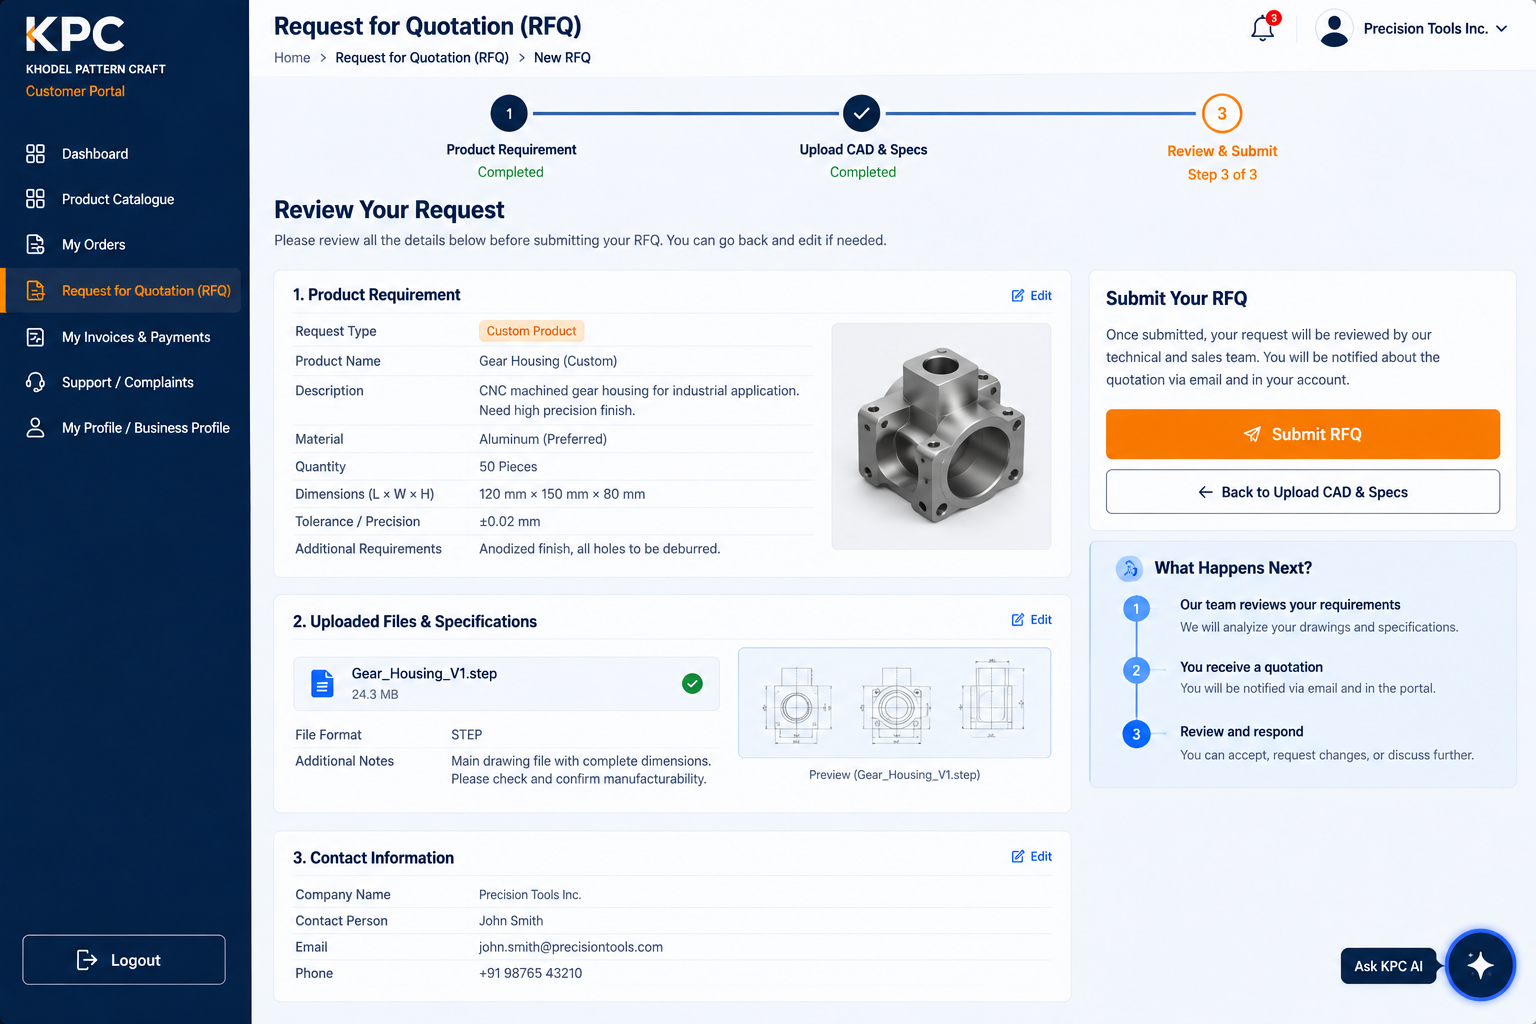 KPC
KHODEL PATTERN CRAFT
Customer Portal
Dashboard
Product Catalogue
My Orders
Request for Quotation (RFQ)
My Invoices & Payments
Support / Complaints
My Profile / Business Profile
Logout
Request for Quotation (RFQ)
Home > Request for Quotation (RFQ) > New RFQ
3
Precision Tools Inc.
1
Product Requirement
Completed
Upload CAD & Specs
Completed
3
Review & Submit
Step 3 of 3
Review Your Request
Please review all the details below before submitting your RFQ. You can go back and edit if needed.
1. Product Requirement
Edit
Request Type Custom Product
Product Name Gear Housing (Custom)
Description CNC machined gear housing for industrial application.
Need high precision finish.
Material Aluminum (Preferred)
Quantity 50 Pieces
Dimensions (L × W × H) 120 mm × 150 mm × 80 mm
Tolerance / Precision ±0.02 mm
Additional Requirements Anodized finish, all holes to be deburred.
2. Uploaded Files & Specifications
Edit
Gear_Housing_V1.step
24.3 MB
File Format STEP
Additional Notes Main drawing file with complete dimensions.
Please check and confirm manufacturability.
Preview (Gear_Housing_V1.step)
3. Contact Information
Edit
Company Name Precision Tools Inc.
Contact Person John Smith
Email john.smith@precisiontools.com
Phone +91 98765 43210
Submit Your RFQ
Once submitted, your request will be reviewed by our
technical and sales team. You will be notified about the
quotation via email and in your account.
Submit RFQ
← Back to Upload CAD & Specs
What Happens Next?
1
Our team reviews your requirements
We will analyize your drawings and specifications.
2
You receive a quotation
You will be notified via email and in the portal.
3
Review and respond
You can accept, request changes, or discuss further.
Ask KPC AI